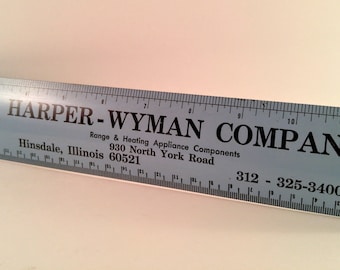 HARPER-WYMAN COMPAN
Range & Heating Appliance Components
930 North York Road
Hinsdale, Illinois 60521
312 - 325-3400